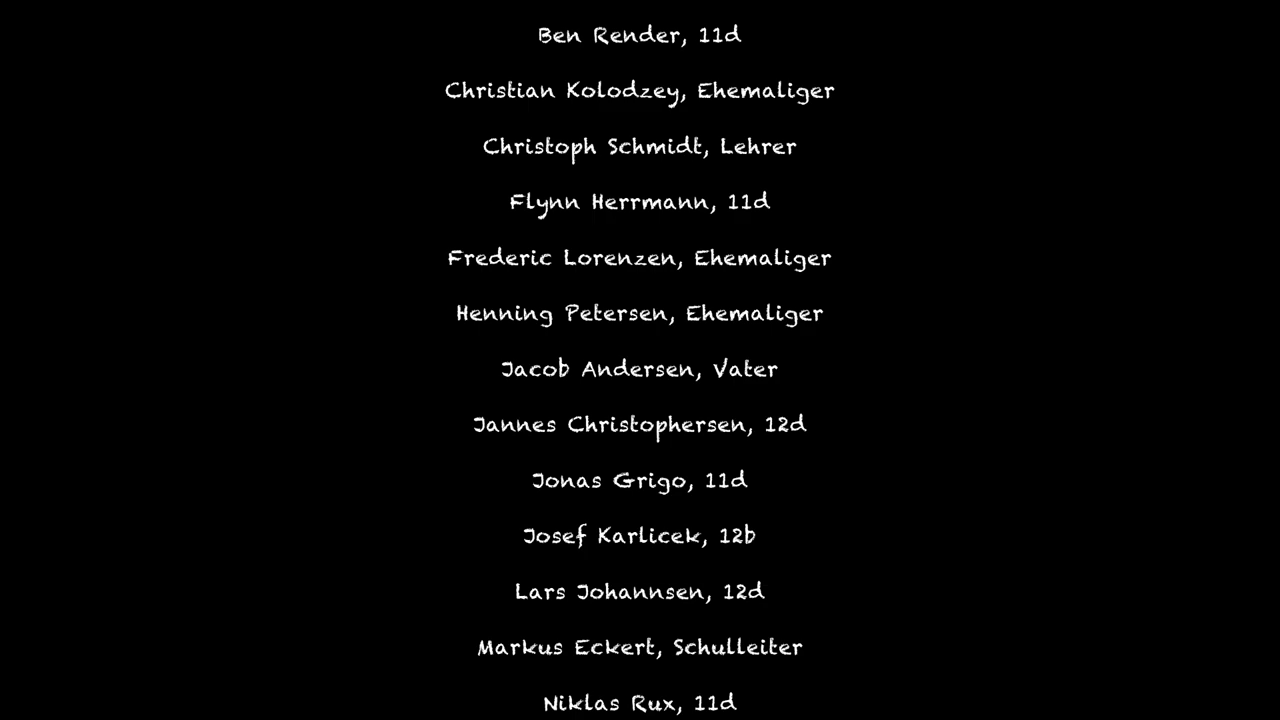 Ben Render, 11d
Christian Kolodzey, Ehemaliger
Christoph Schmidt, Lehrer
Flynn Herrmann, 11d
Frederic Lorenzen, Ehemaliger
Henning Petersen, Ehemaliger
Jacob Andersen, Vater
Jannes Christophersen, 12d
Jonas Grigo, 11d
Josef Karlicek, 12b
Lars Johannsen, 12d
Markus Eckert, Schulleiter
Niklas Rux, 11d